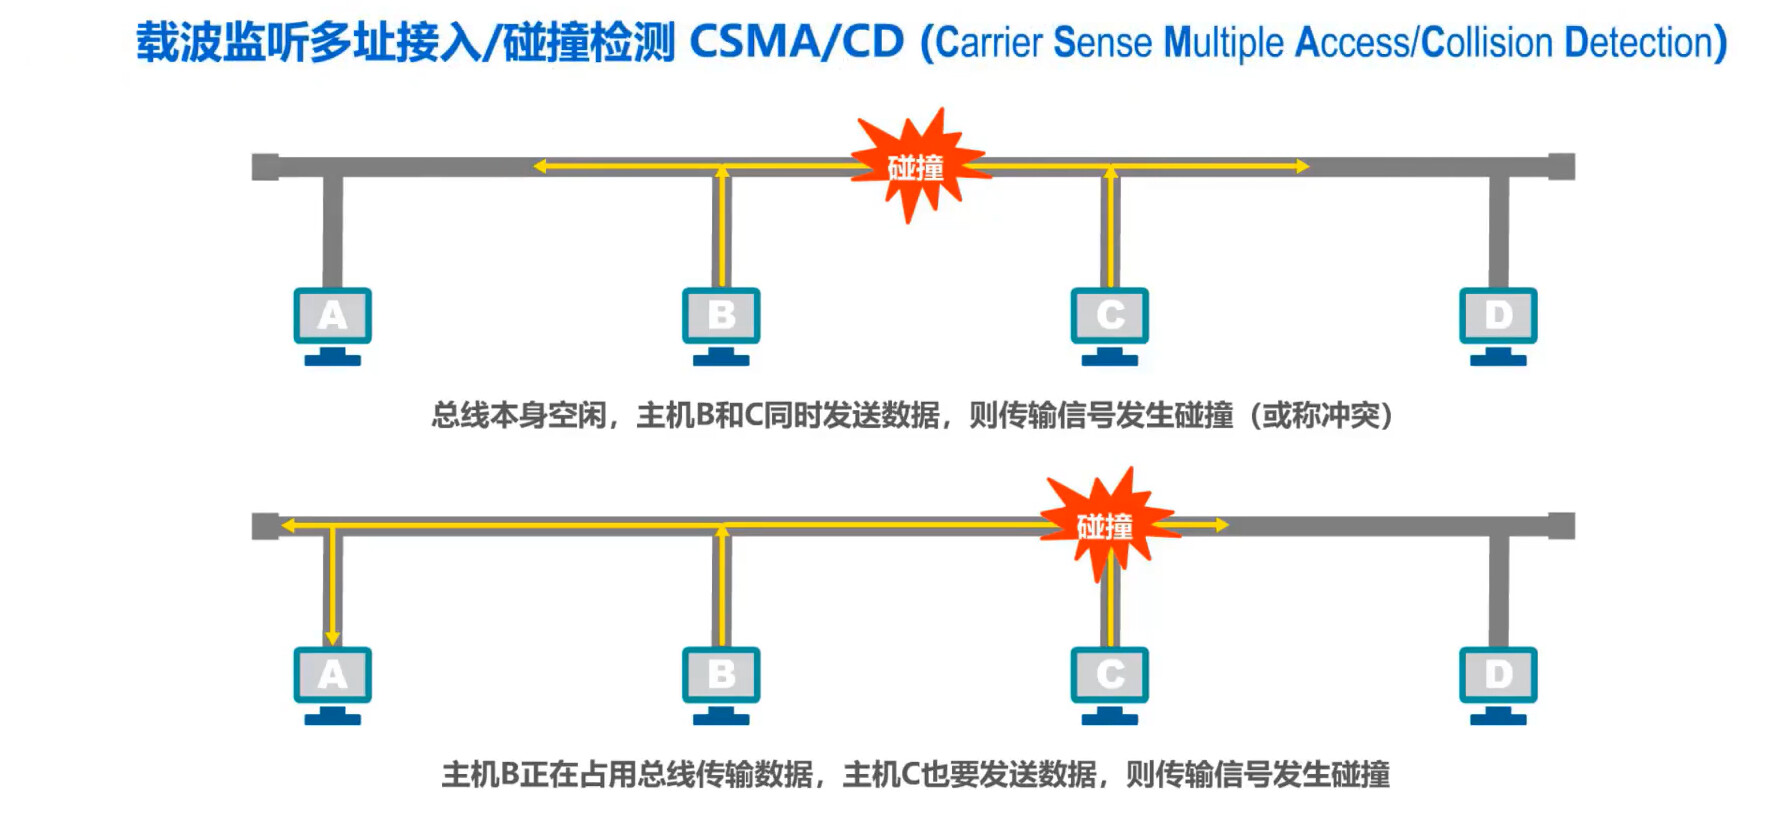 载波监听多址接入/碰撞检测 CSMA/CD (Carrier Sense Multiple Access/Collision Detection)
碰撞
A
B
C
D
总线本身空闲，主机B和C同时发送数据，则传输信号发生碰撞（或称冲突）
碰撞
A
B
C
D
主机B正在占用总线传输数据，主机C也要发送数据，则传输信号发生碰撞